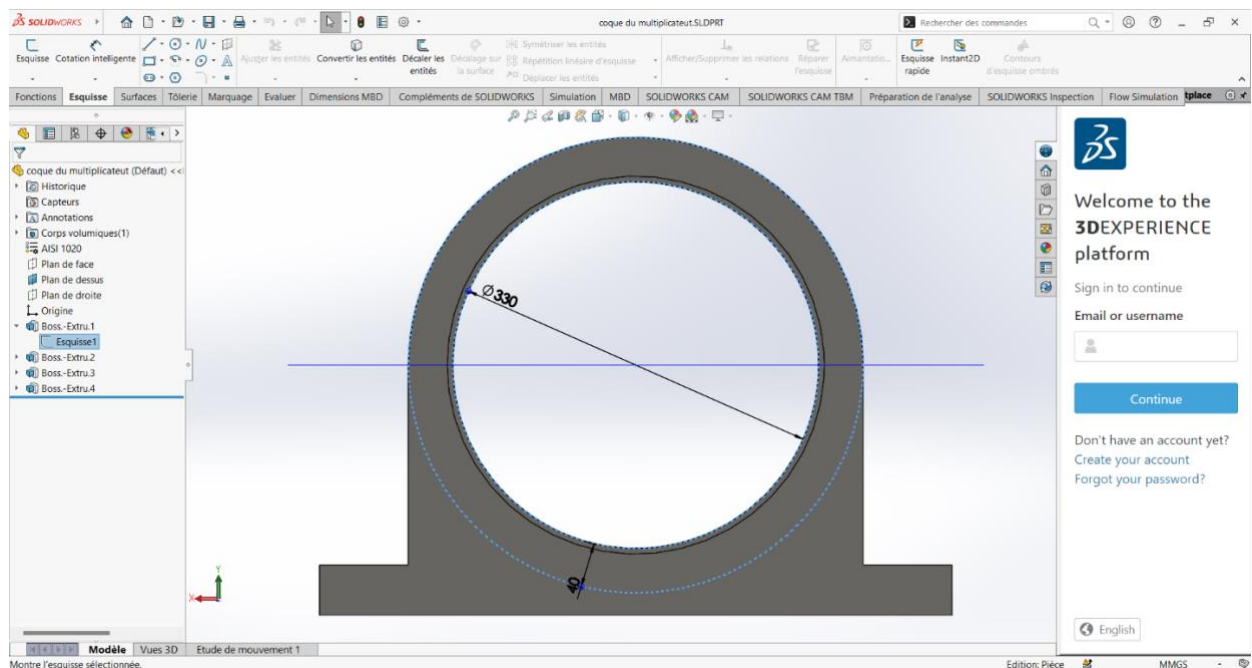 SOLIDWORKS
coque du multiplicateut.SLDPRT
Rechercher des commandes
Esquisse Cotation intelligente
Ajuster les entités Convertir les entités Décaler les entités Décalage sur la surface
Symétriser les entités
Répétition linéaire d'esquisse
Déplacer les entités
Afficher/Supprimer les relations Réparer l'esquisse
Aimantatio...
Esquisse rapide Instant2D
Contours d'esquisse ombrés
Fonctions Esquisse Surfaces Tôlerie Marquage Evaluer Dimensions MBD Compléments de SOLIDWORKS Simulation MBD SOLIDWORKS CAM SOLIDWORKS CAM TBM Préparation de l'analyse SOLIDWORKS Inspection Flow Simulation tplace
coque du multiplicateut (Défaut) <<
Historique
Capteurs
Annotations
Corps volumiques(1)
AISI 1020
Plan de face
Plan de dessus
Plan de droite
Origine
Boss.-Extru.1
Esquisse1
Boss.-Extru.2
Boss.-Extru.3
Boss.-Extru.4
Ø330
40
Y
X
Welcome to the
3DEXPERIENCE
platform
Sign in to continue
Email or username
Continue
Don't have an account yet?
Create your account
Forgot your password?
English
Modèle Vues 3D Etude de mouvement 1
Montre l'esquisse sélectionnée.
Edition: Pièce
MMGS